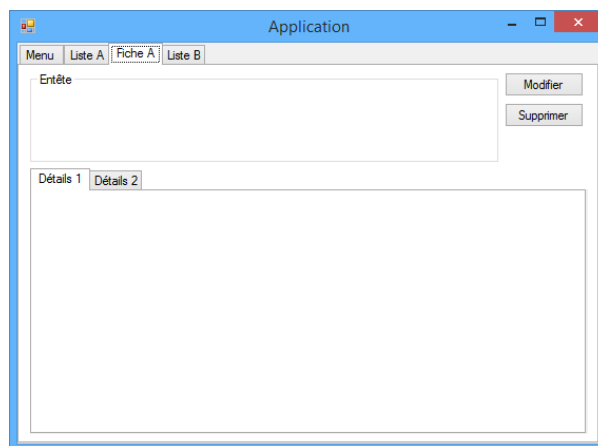 Application
Menu Liste A Fiche A Liste B
Entête
Modifier
Supprimer
Détails 1 Détails 2